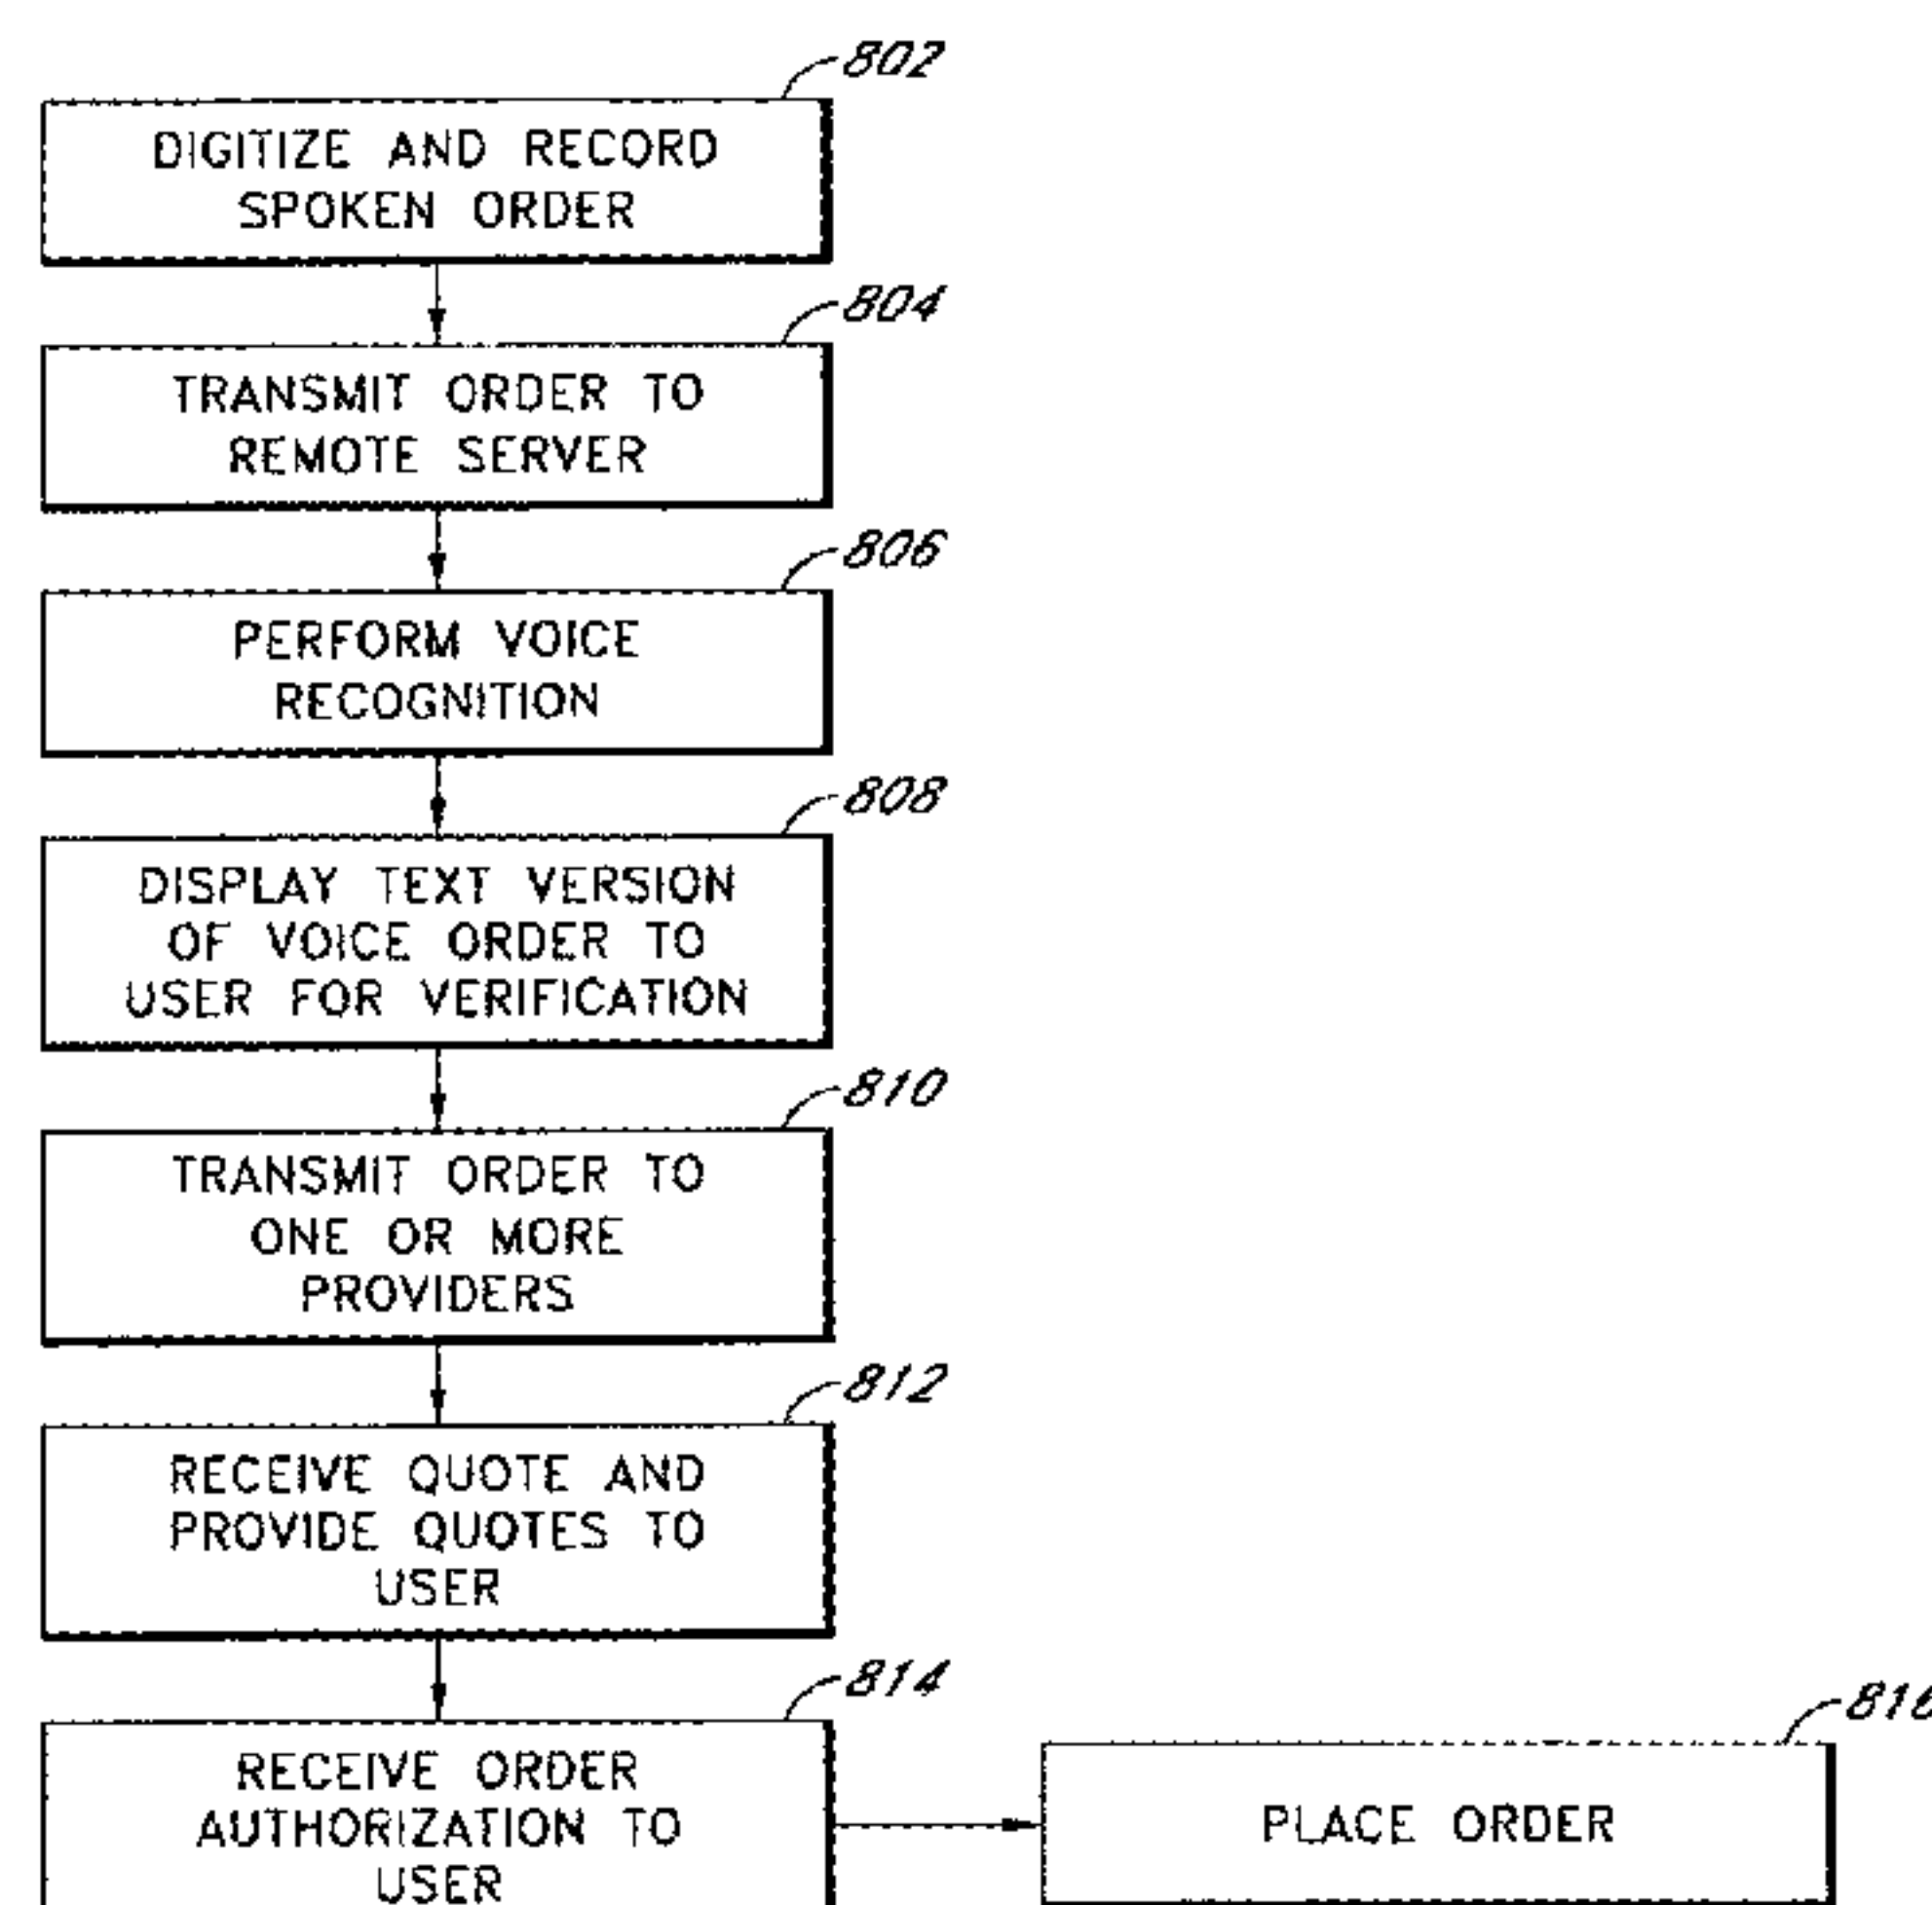 802
DIGITIZE AND RECORD
SPOKEN ORDER
804
TRANSMIT ORDER TO
REMOTE SERVER
806
PERFORM VOICE
RECOGNITION
808
DISPLAY TEXT VERSION
OF VOICE ORDER TO
USER FOR VERIFICATION
810
TRANSMIT ORDER TO
ONE OR MORE
PROVIDERS
812
RECEIVE QUOTE AND
PROVIDE QUOTES TO
USER
814
RECEIVE ORDER
AUTHORIZATION TO
USER
816
PLACE ORDER